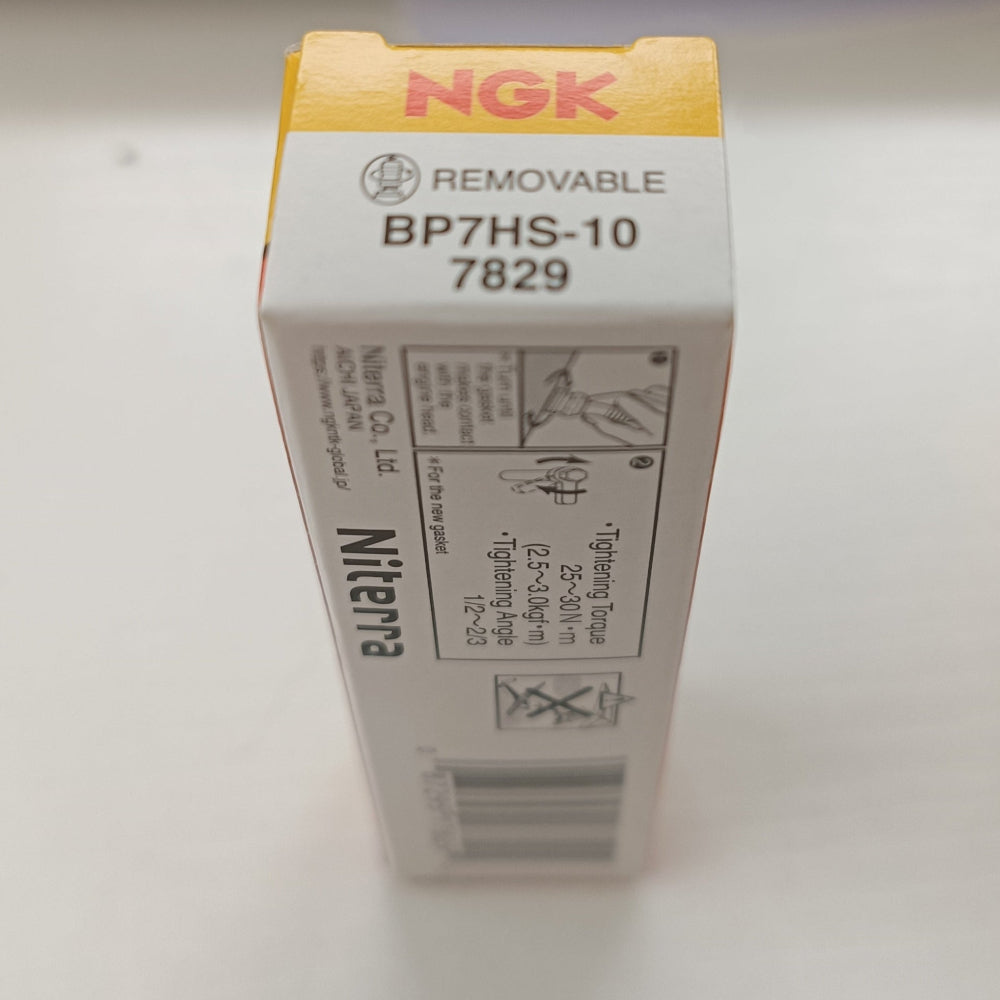 NGK
REMOVABLE
BP7HS-10
7829
①
※Turn until
the gasket
makes contact
with the
engine head.
②
•Tightening Torque
25~30N•m
(2.5~3.0kgf•m)
•Tightening Angle
1/2~2/3
*For the new gasket
Niterra Co., Ltd.
AICHI JAPAN
https://www.ngkntk-global.jp/
Niterra